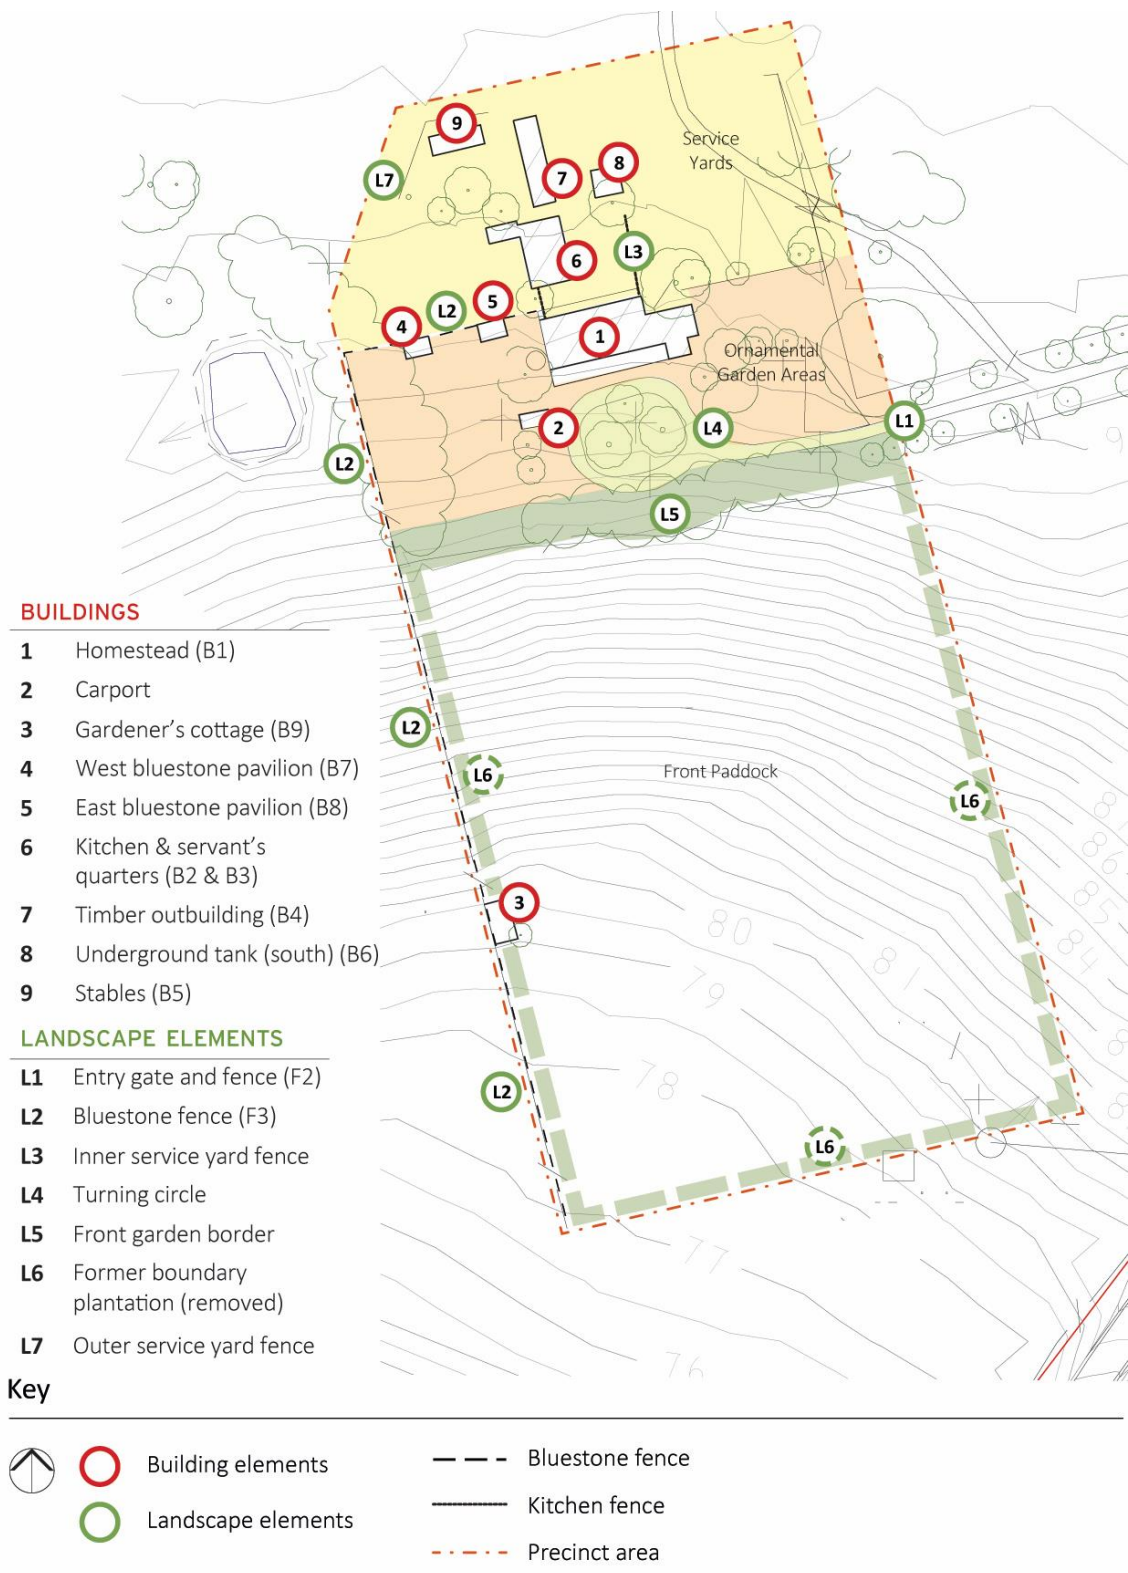 9
8
Service
Yards
L7
7
L3
6
5
L2
4
1
Ornamental
Garden Areas
L1
2
L4
9
L2
L5
BUILDINGS
1 Homestead (B1)
2 Carport
3 Gardener's cottage (B9)
4 West bluestone pavilion (B7)
5 East bluestone pavilion (B8)
6 Kitchen & servant's
quarters (B2 & B3)
7 Timber outbuilding (B4)
8 Underground tank (south) (B6)
9 Stables (B5)
LANDSCAPE ELEMENTS
L1 Entry gate and fence (F2)
L2 Bluestone fence (F3)
L3 Inner service yard fence
L4 Turning circle
L5 Front garden border
L6 Former boundary
plantation (removed)
L7 Outer service yard fence
L2
L6
Front Paddock
L6
86
85
84
3
80
79
81
78
L2
L6
77
76
Key
Building elements
Landscape elements
Bluestone fence
Kitchen fence
Precinct area